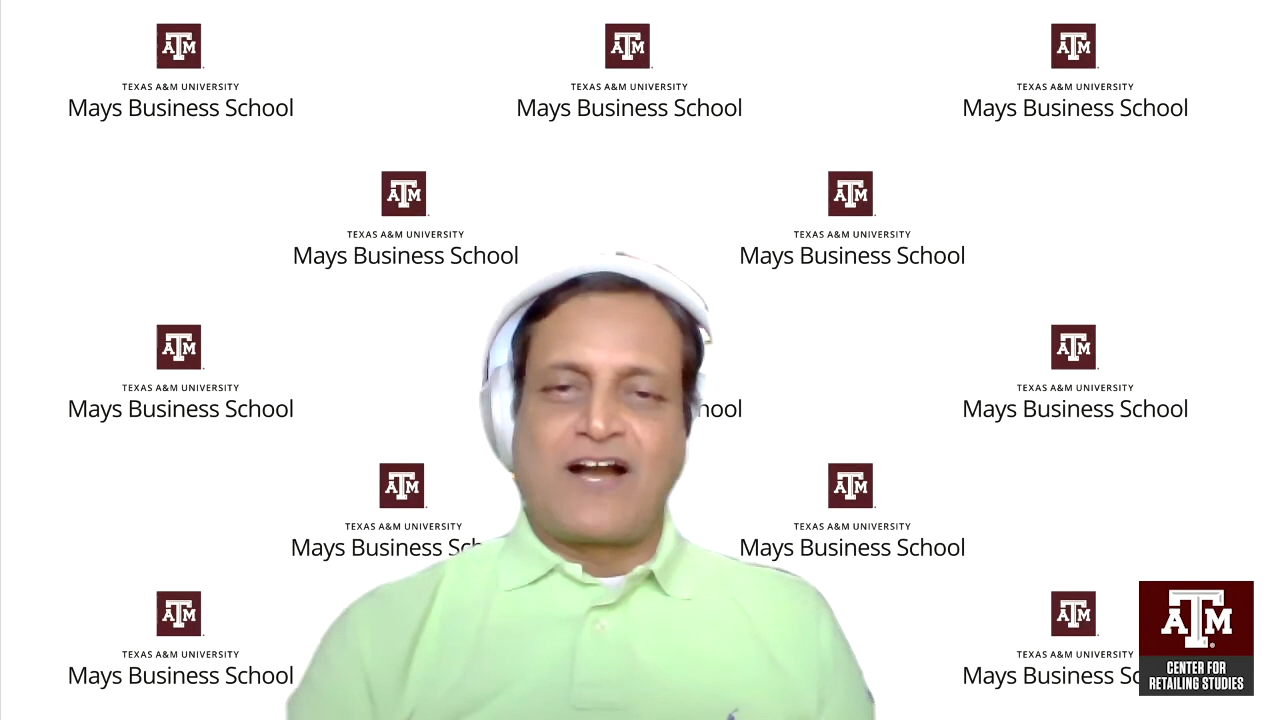 ATM
TEXAS A&M UNIVERSITY
Mays Business School
ATM
TEXAS A&M UNIVERSITY
Mays Business School
ATM
TEXAS A&M UNIVERSITY
Mays Business School
ATM
TEXAS A&M UNIVERSITY
Mays Business School
ATM
TEXAS A&M UNIVERSITY
Mays Business School
ATM
TEXAS A&M UNIVERSITY
Mays Business School
hool
ATM
TEXAS A&M UNIVERSITY
Mays Business School
ATM
TEXAS A&M UNIVERSITY
Mays Business Sch
ATM
TEXAS A&M UNIVERSITY
Mays Business School
ATM
TEXAS A&M UNIVERSITY
Mays Business School
ATM
TEXAS A&M UNIVERSITY
Mays Business Sc
ATM
CENTER FOR
RETAILING STUDIES